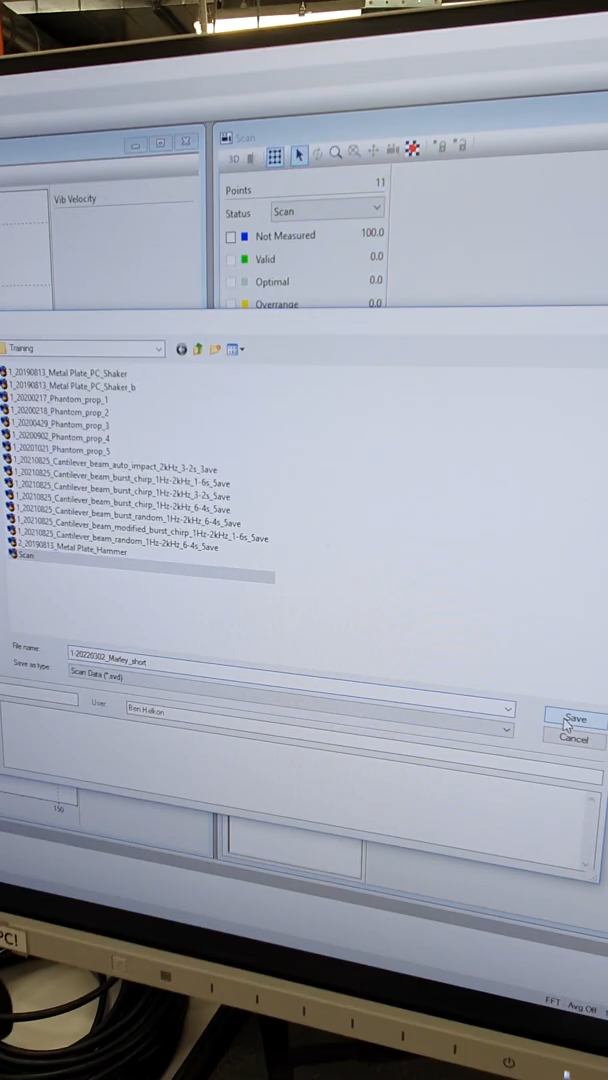 Scan
3D
Vib Velocity
Points 11
Status Scan
Not Measured 100.0
Valid 0.0
Optimal 0.0
Overrange 0.0
Training
1_20190813_Metal Plate_PC_Shaker
1_20190813_Metal Plate_PC_Shaker_b
1_20200217_Phantom_prop_1
1_20200218_Phantom_prop_2
1_20200429_Phantom_prop_3
1_20200902_Phantom_prop_4
1_20201021_Phantom_prop_5
1_20210825_Cantilever_beam_auto_impact_2kHz_3-2s_3ave
1_20210825_Cantilever_beam_burst_chirp_1Hz-2kHz_1-6s_5ave
1_20210825_Cantilever_beam_burst_chirp_1Hz-2kHz_3-2s_5ave
1_20210825_Cantilever_beam_burst_chirp_1Hz-2kHz_6-4s_5ave
1_20210825_Cantilever_beam_burst_random_1Hz-2kHz_6-4s_5ave
1_20210825_Cantilever_beam_modified_burst_chirp_1Hz-2kHz_1-6s_5ave
1_20210825_Cantilever_beam_random_1Hz-2kHz_6-4s_5ave
2_20190813_Metal Plate_Hammer
Scan
File name: 1-20220302_Marley_short
Save as type: Scan Data (*.svd)
User Ben Halkon
Save
Cancel
150
PC!
FFT Avg Off